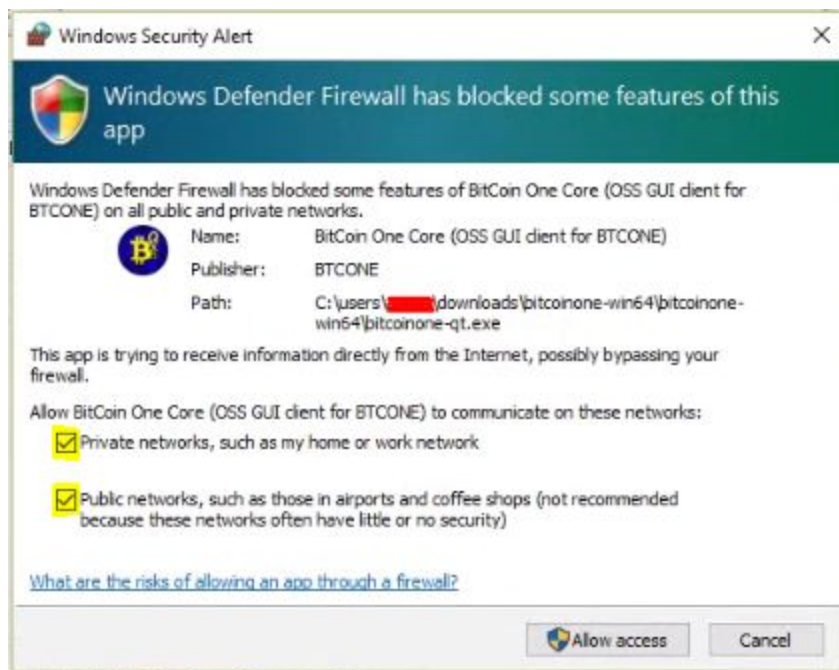 Windows Security Alert
Windows Defender Firewall has blocked some features of this
app
Windows Defender Firewall has blocked some features of BitCoin One Core (OSS GUI client for
BTCONE) on all public and private networks.
Name: BitCoin One Core (OSS GUI client for BTCONE)
Publisher: BTCONE
Path: C:\users\ \downloads\bitcoinone-win64\bitcoinone-
win64\bitcoinone-qt.exe
This app is trying to receive information directly from the Internet, possibly bypassing your
firewall.
Allow BitCoin One Core (OSS GUI client for BTCONE) to communicate on these networks:
Private networks, such as my home or work network
Public networks, such as those in airports and coffee shops (not recommended
because these networks often have little or no security)
What are the risks of allowing an app through a firewall?
Allow access Cancel